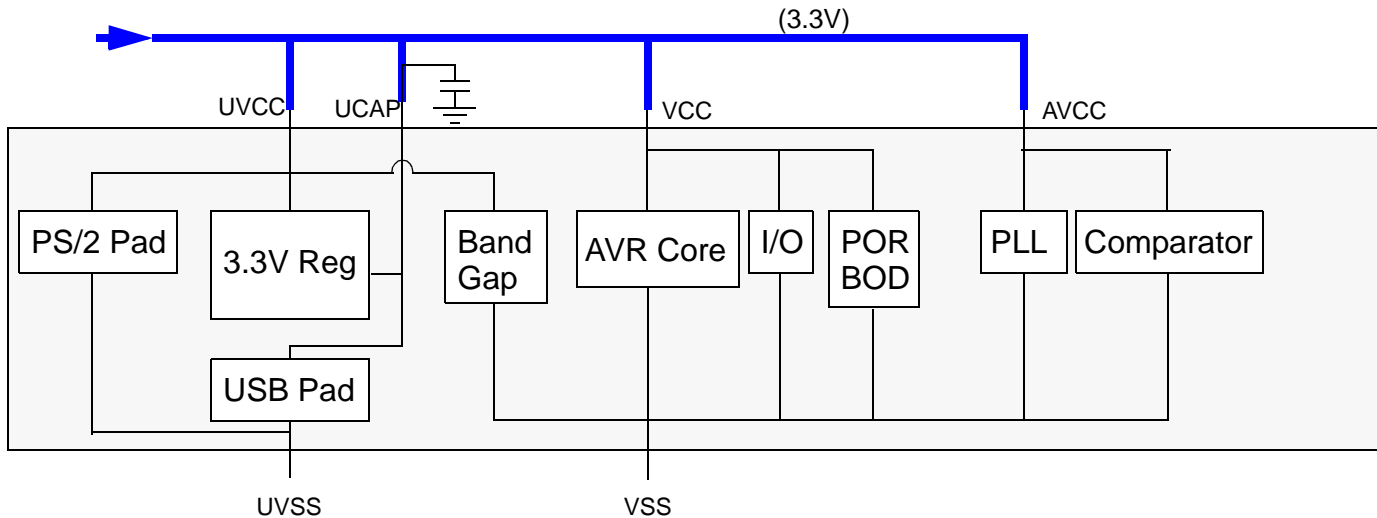 (3.3V)
UVCC
UCAP
VCC
AVCC
PS/2 Pad
3.3V Reg
Band
Gap
AVR Core
I/O
POR
BOD
PLL
Comparator
USB Pad
UVSS
VSS